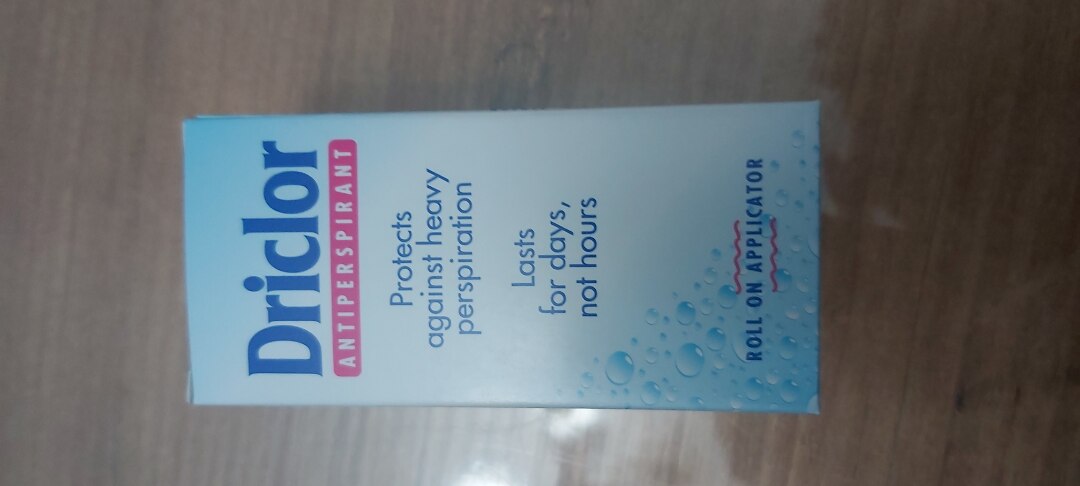 Driclor
ANTIPERSPIRANT
Protects
against heavy
perspiration
Lasts
for days,
not hours
ROLL ON APPLICATOR